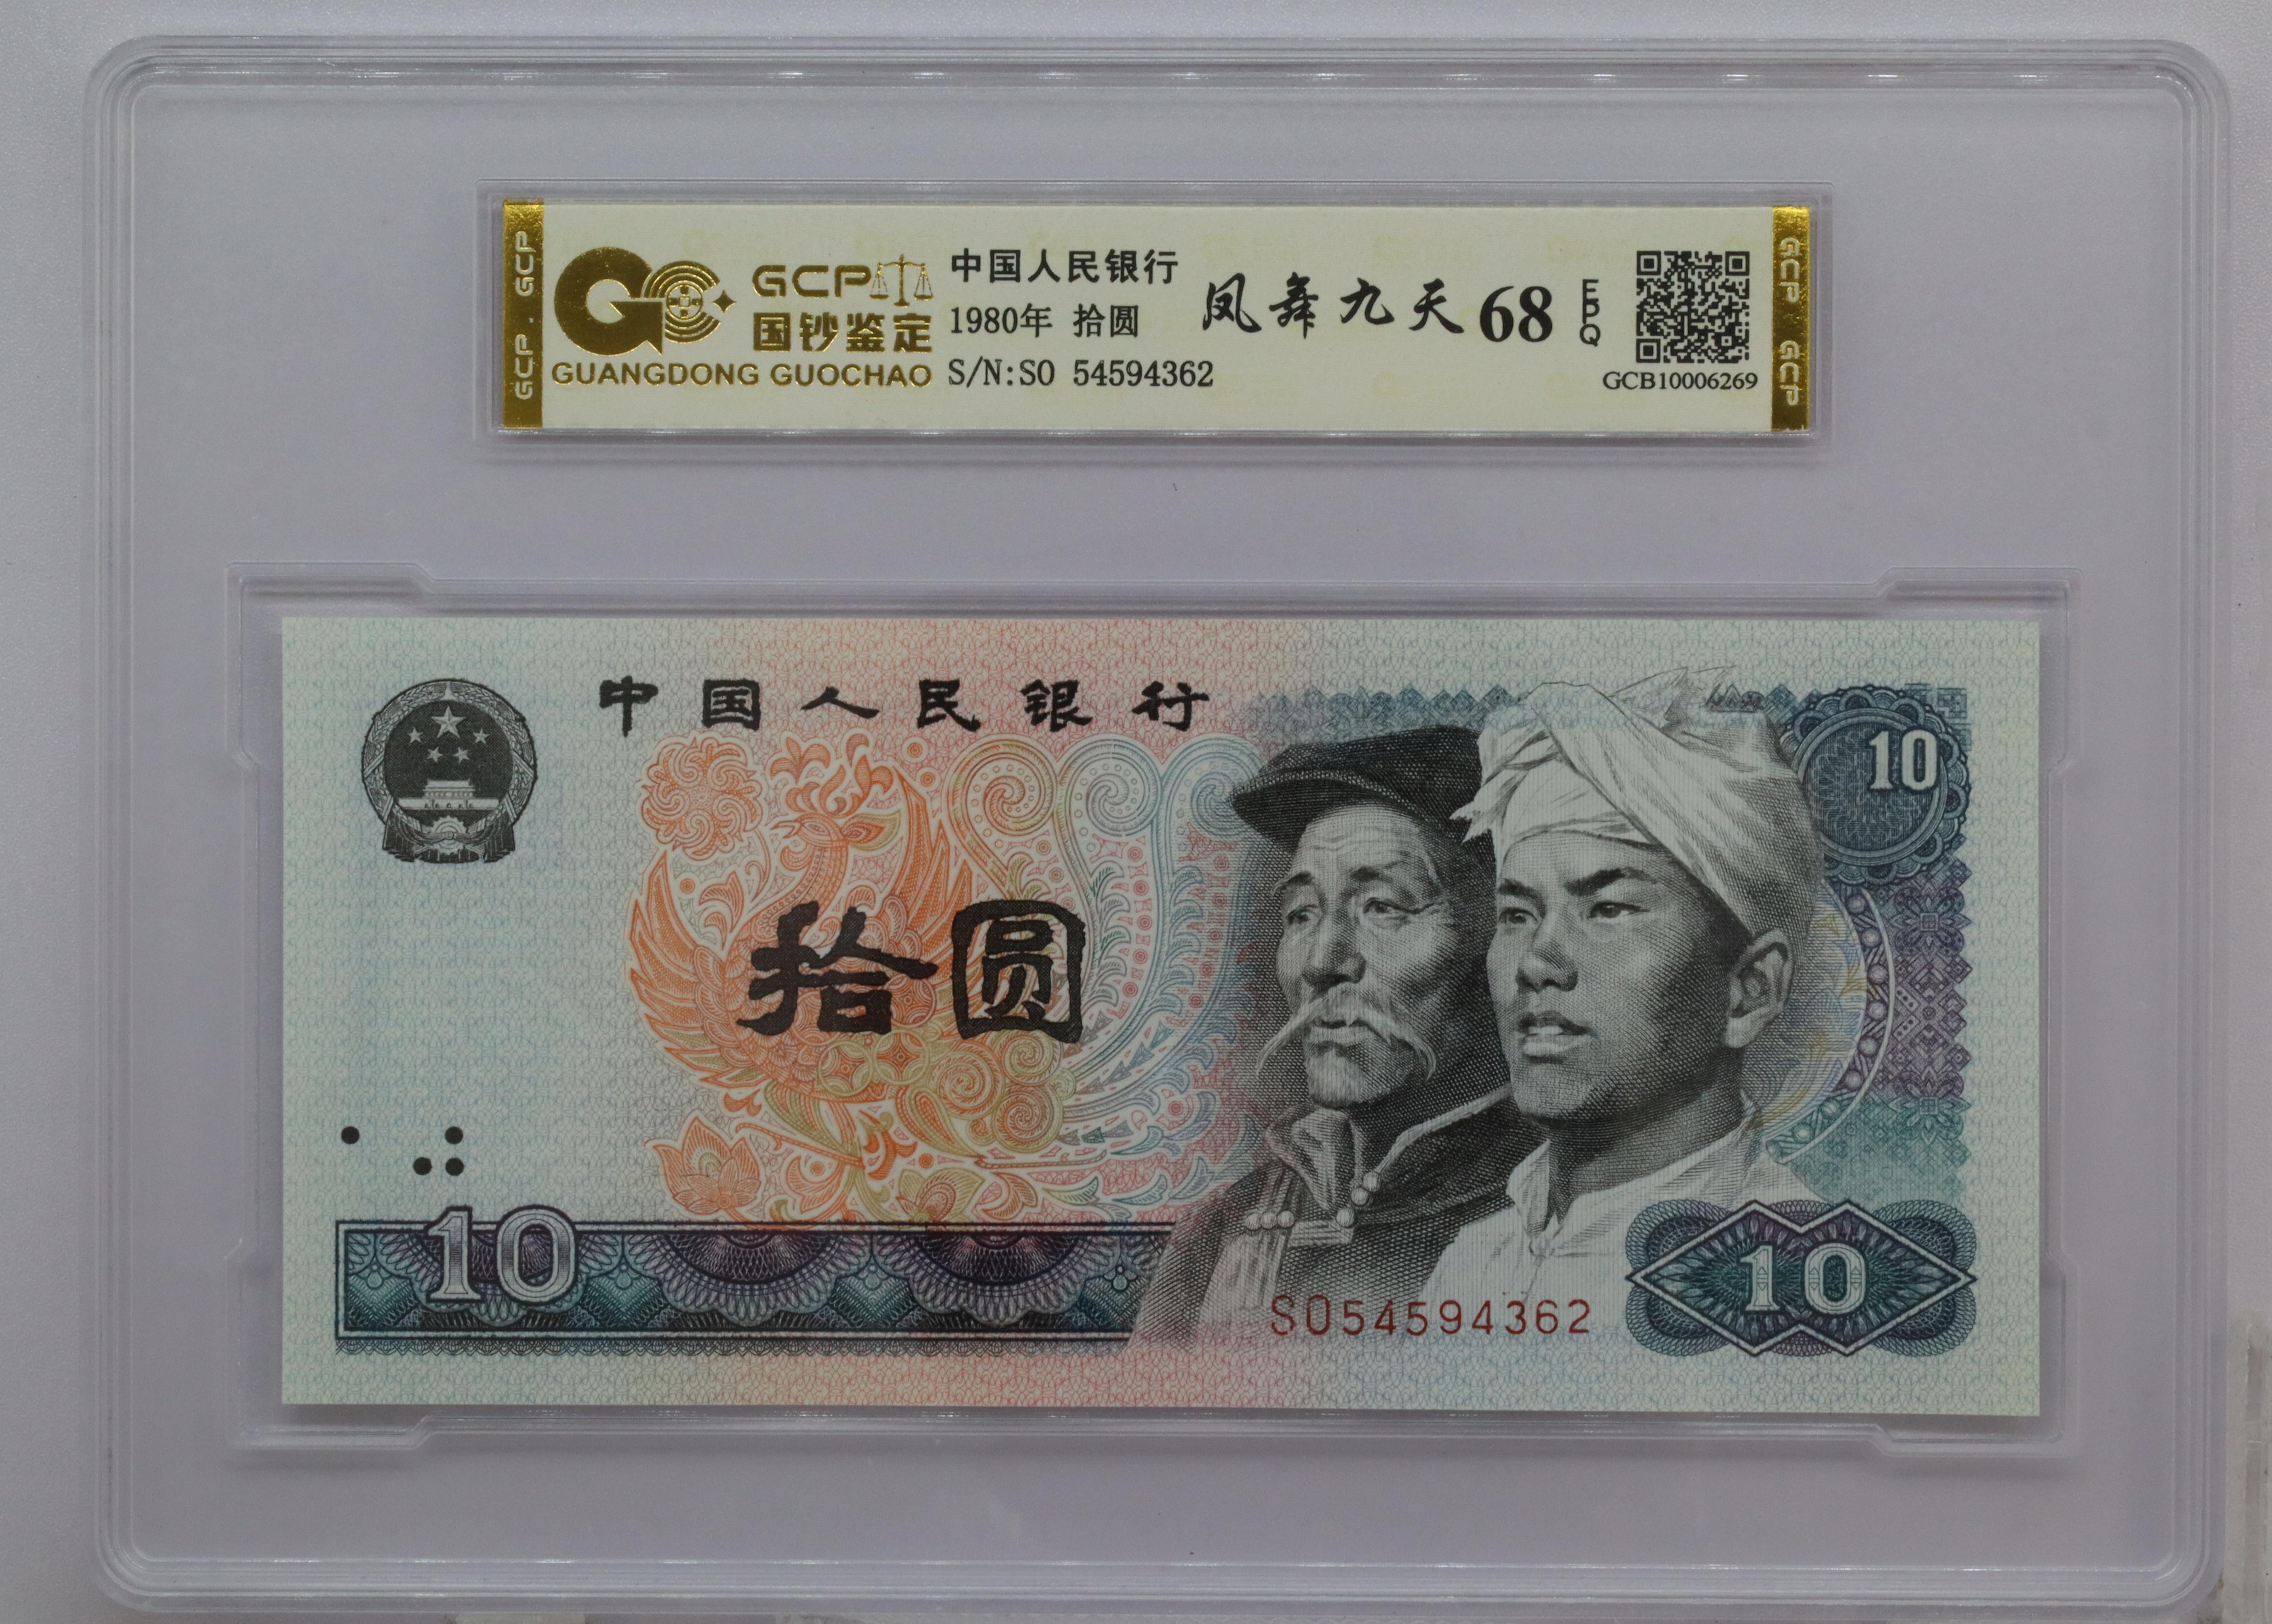 GCP . GCP
GCP
国钞鉴定
GUANGDONG GUOCHAO
中国人民银行
1980年 拾圆
S/N:SO 54594362
凤舞九天 68 EPQ
GCB10006269
GCP GCP
中国人民银行
10
拾圆
10
SO54594362
10